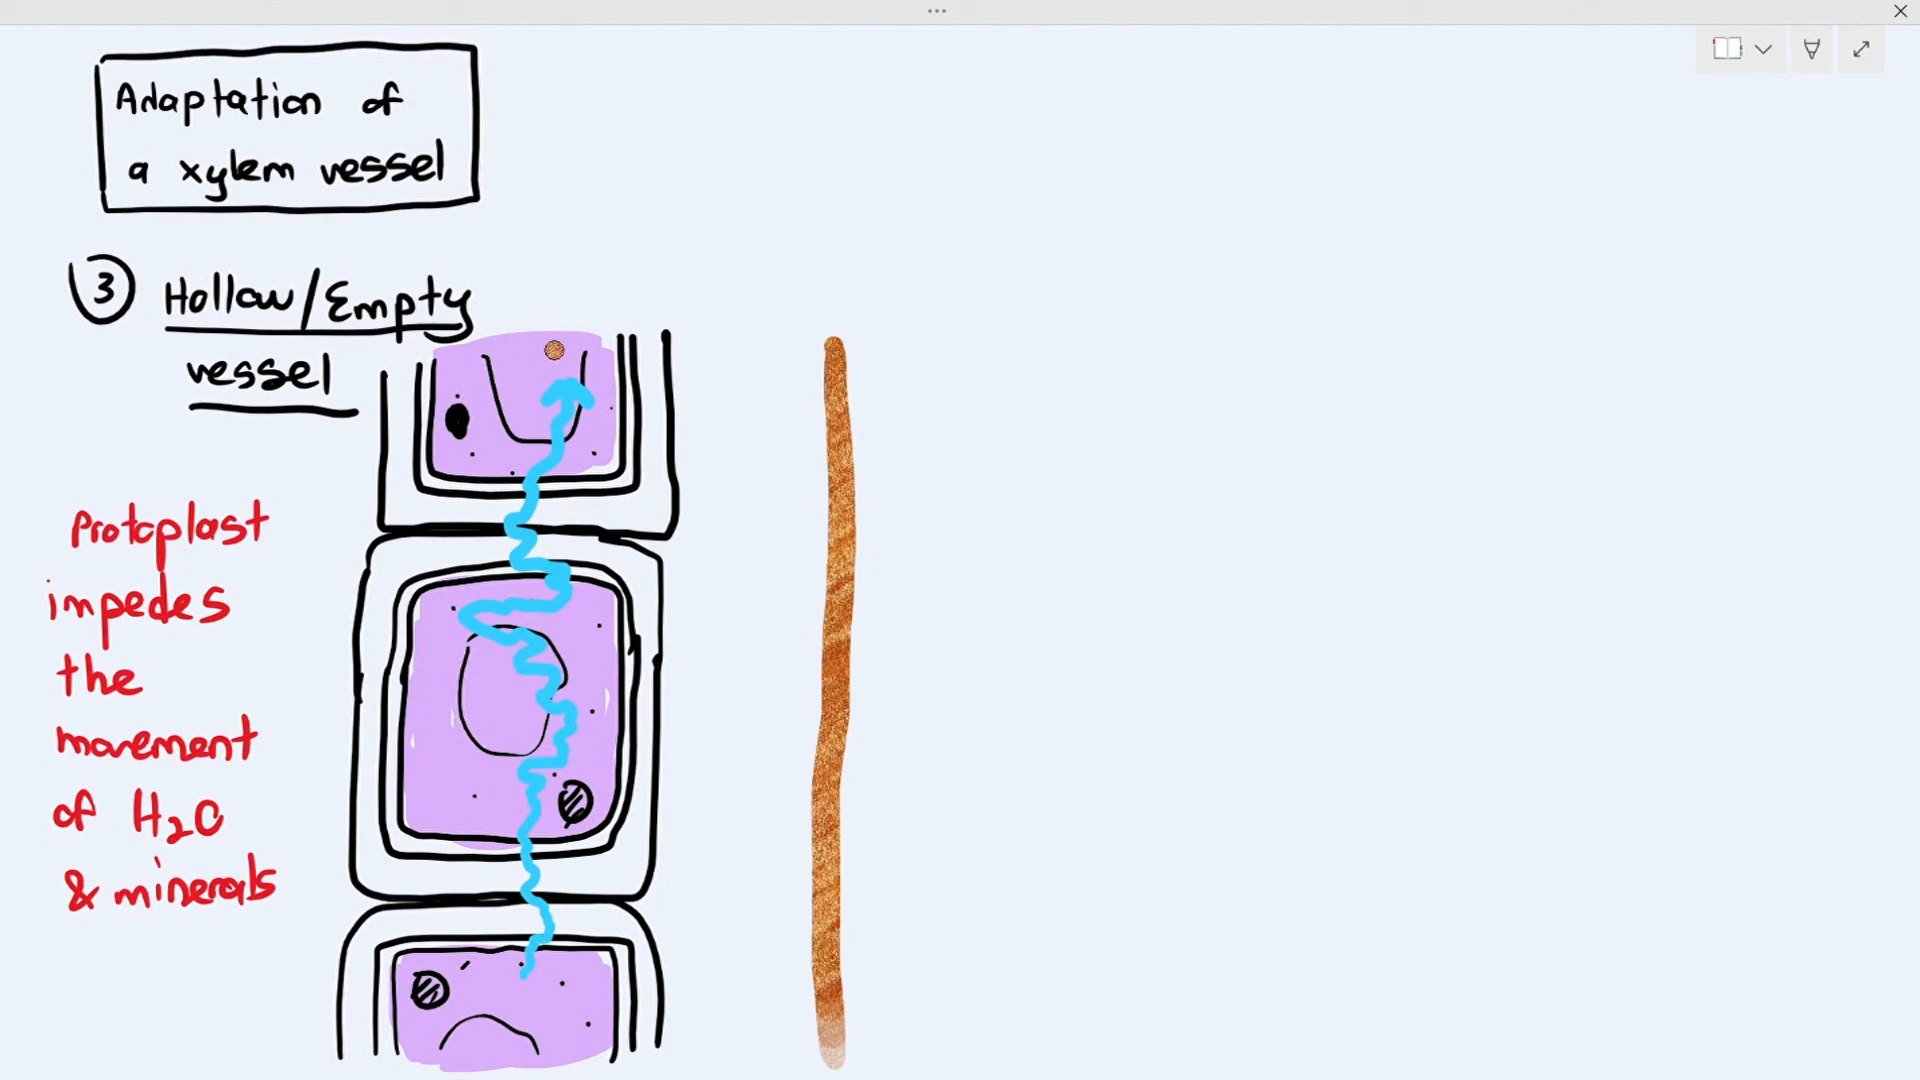 Adaptation of
a xylem vessel
3 Hollow/Empty
vessel
Protoplast
impedes
the
movement
of H2O
& minerals